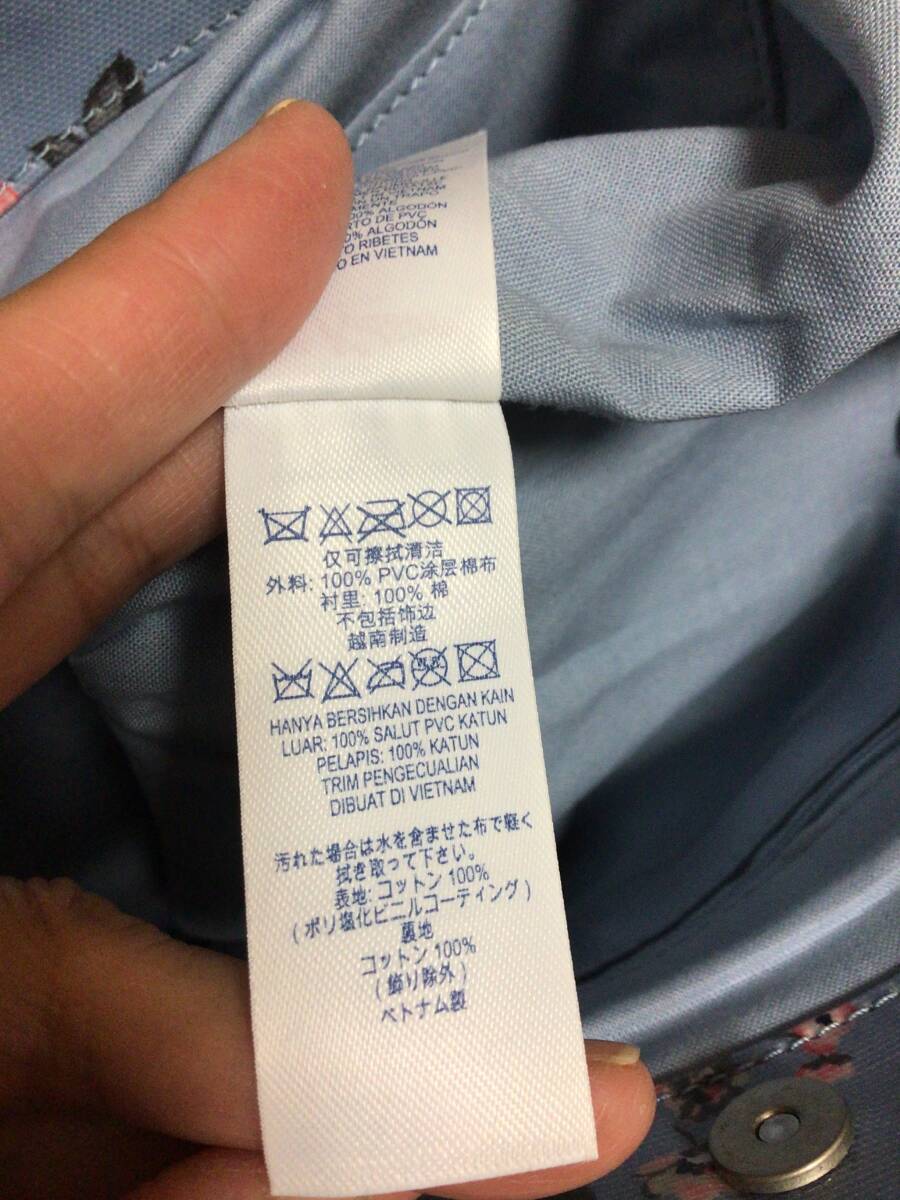 100% ALGODÓN
RTO DE PVC
0% ALGODÓN
O RIBETES
O EN VIETNAM
仅可擦拭清洁
外料: 100% PVC涂层棉布
衬里: 100% 棉
不包括饰边
越南制造
HANYA BERSIHKAN DENGAN KAIN
LUAR: 100% SALUT PVC KATUN
PELAPIS: 100% KATUN
TRIM PENGECUALIAN
DIBUAT DI VIETNAM
汚れた場合は水を含ませた布で軽く
拭き取って下さい。
表地: コットン 100%
(ポリ塩化ビニルコーティング)
裏地
コットン 100%
(飾り除外)
ベトナム製